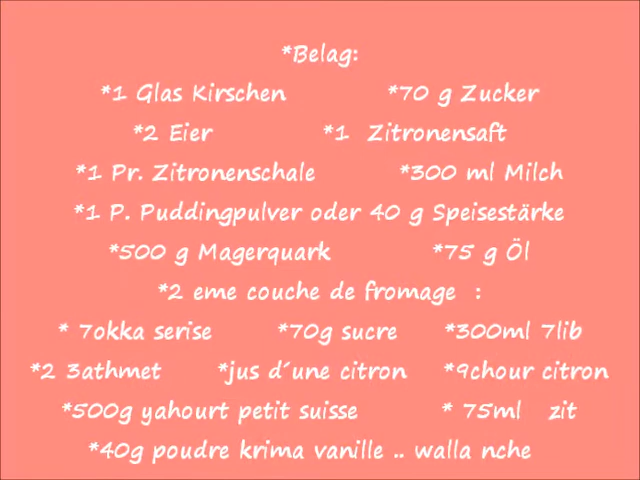 *Belag:
*1 Glas Kirschen *70 g Zucker
*2 Eier *1 Zitronensaft
*1 Pr. Zitronenschale *300 ml Milch
*1 P. Puddingpulver oder 40 g Speisestärke
*500 g Magerquark *75 g Öl
*2 eme couche de fromage :
* 7okka serise *70g sucre *300ml 7lib
*2 3athmet *jus d´une citron *9chour citron
*500g yahourt petit suisse * 75ml zit
*40g poudre krima vanille .. walla nche